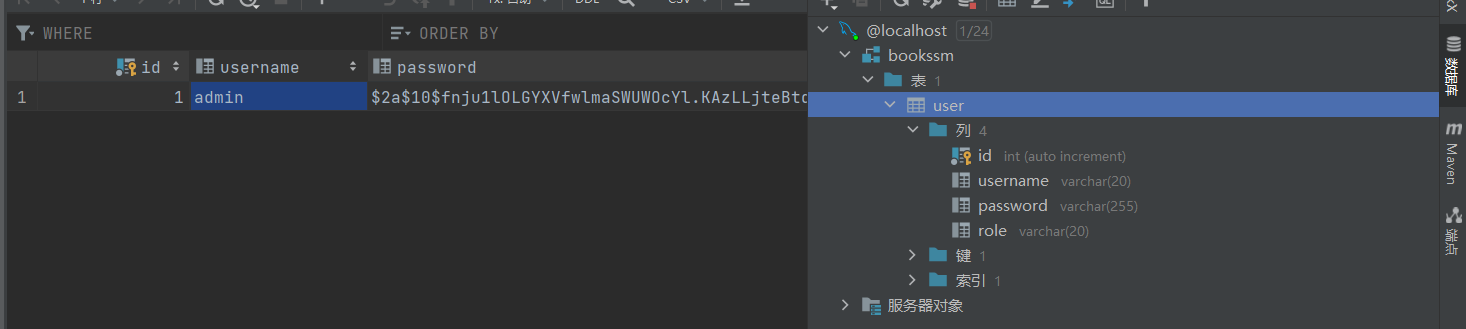 WHERE
ORDER BY
id
username
password
1 1 admin $2a$10$fnju1lOLGYXVfwlmaSWUWOcYl.KAzLLjteBtc
@localhost 1/24
bookssm
表 1
user
列 4
id int (auto increment)
username varchar(20)
password varchar(255)
role varchar(20)
键 1
索引 1
服务器对象
数据库
Maven
端点